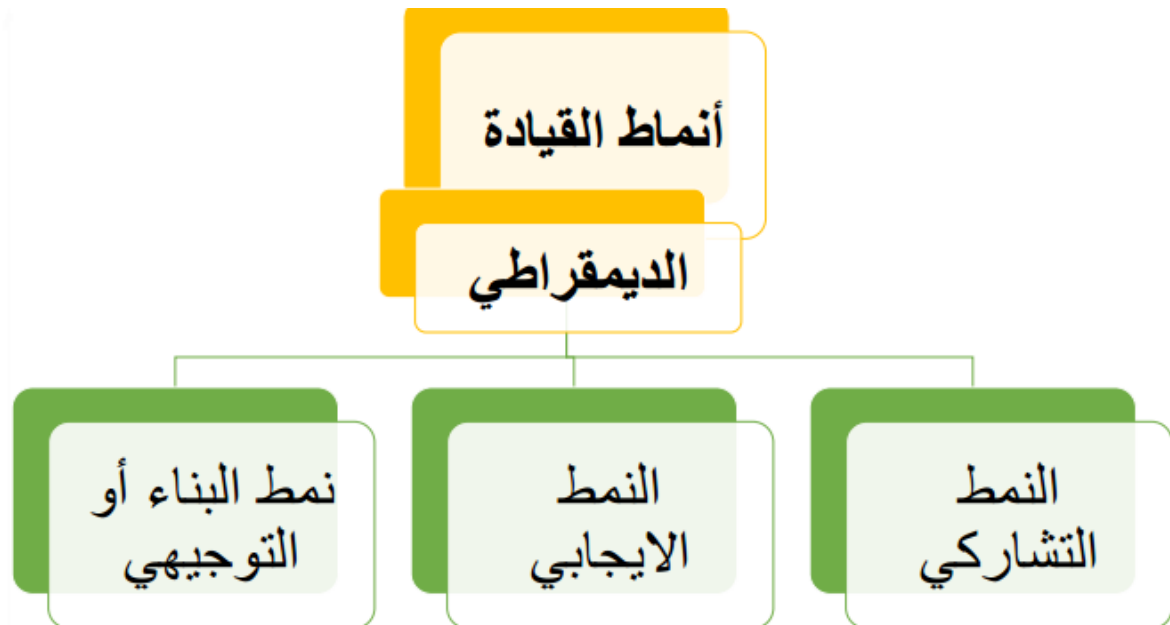 أنماط القيادة
الديمقراطي
النمط
التشاركي
النمط
الايجابي
نمط البناء أو
التوجيهي